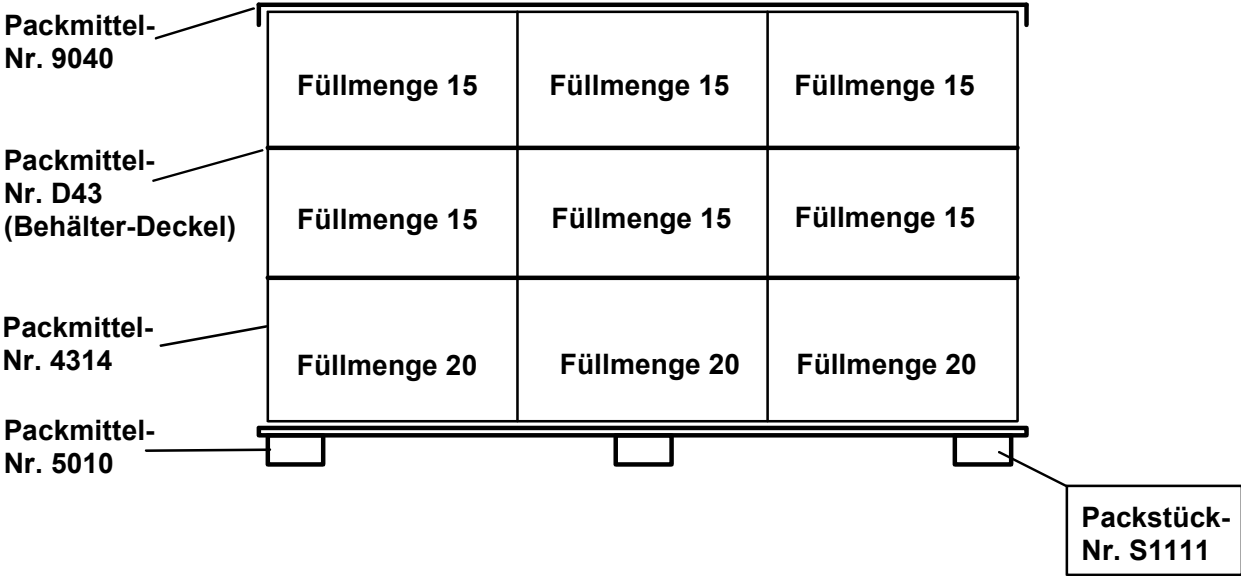 Packmittel-
Nr. 9040
Füllmenge 15 Füllmenge 15 Füllmenge 15
Packmittel-
Nr. D43
(Behälter-Deckel)
Füllmenge 15 Füllmenge 15 Füllmenge 15
Packmittel-
Nr. 4314
Füllmenge 20 Füllmenge 20 Füllmenge 20
Packmittel-
Nr. 5010
Packstück-
Nr. S1111